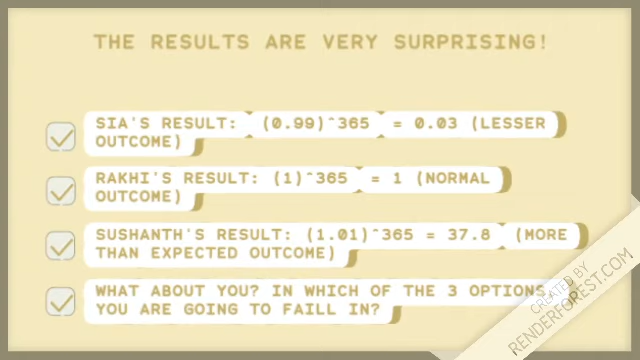 THE RESULTS ARE VERY SURPRISING!
SIA'S RESULT: (0.99)^365 = 0.03 (LESSER
OUTCOME)
RAKHI'S RESULT: (1)^365 = 1 (NORMAL
OUTCOME)
SUSHANTH'S RESULT: (1.01)^365 = 37.8 (MORE
THAN EXPECTED OUTCOME)
WHAT ABOUT YOU? IN WHICH OF THE 3 OPTIONS
YOU ARE GOING TO FAILL IN?
CREATED BY
RENDERFOREST.COM